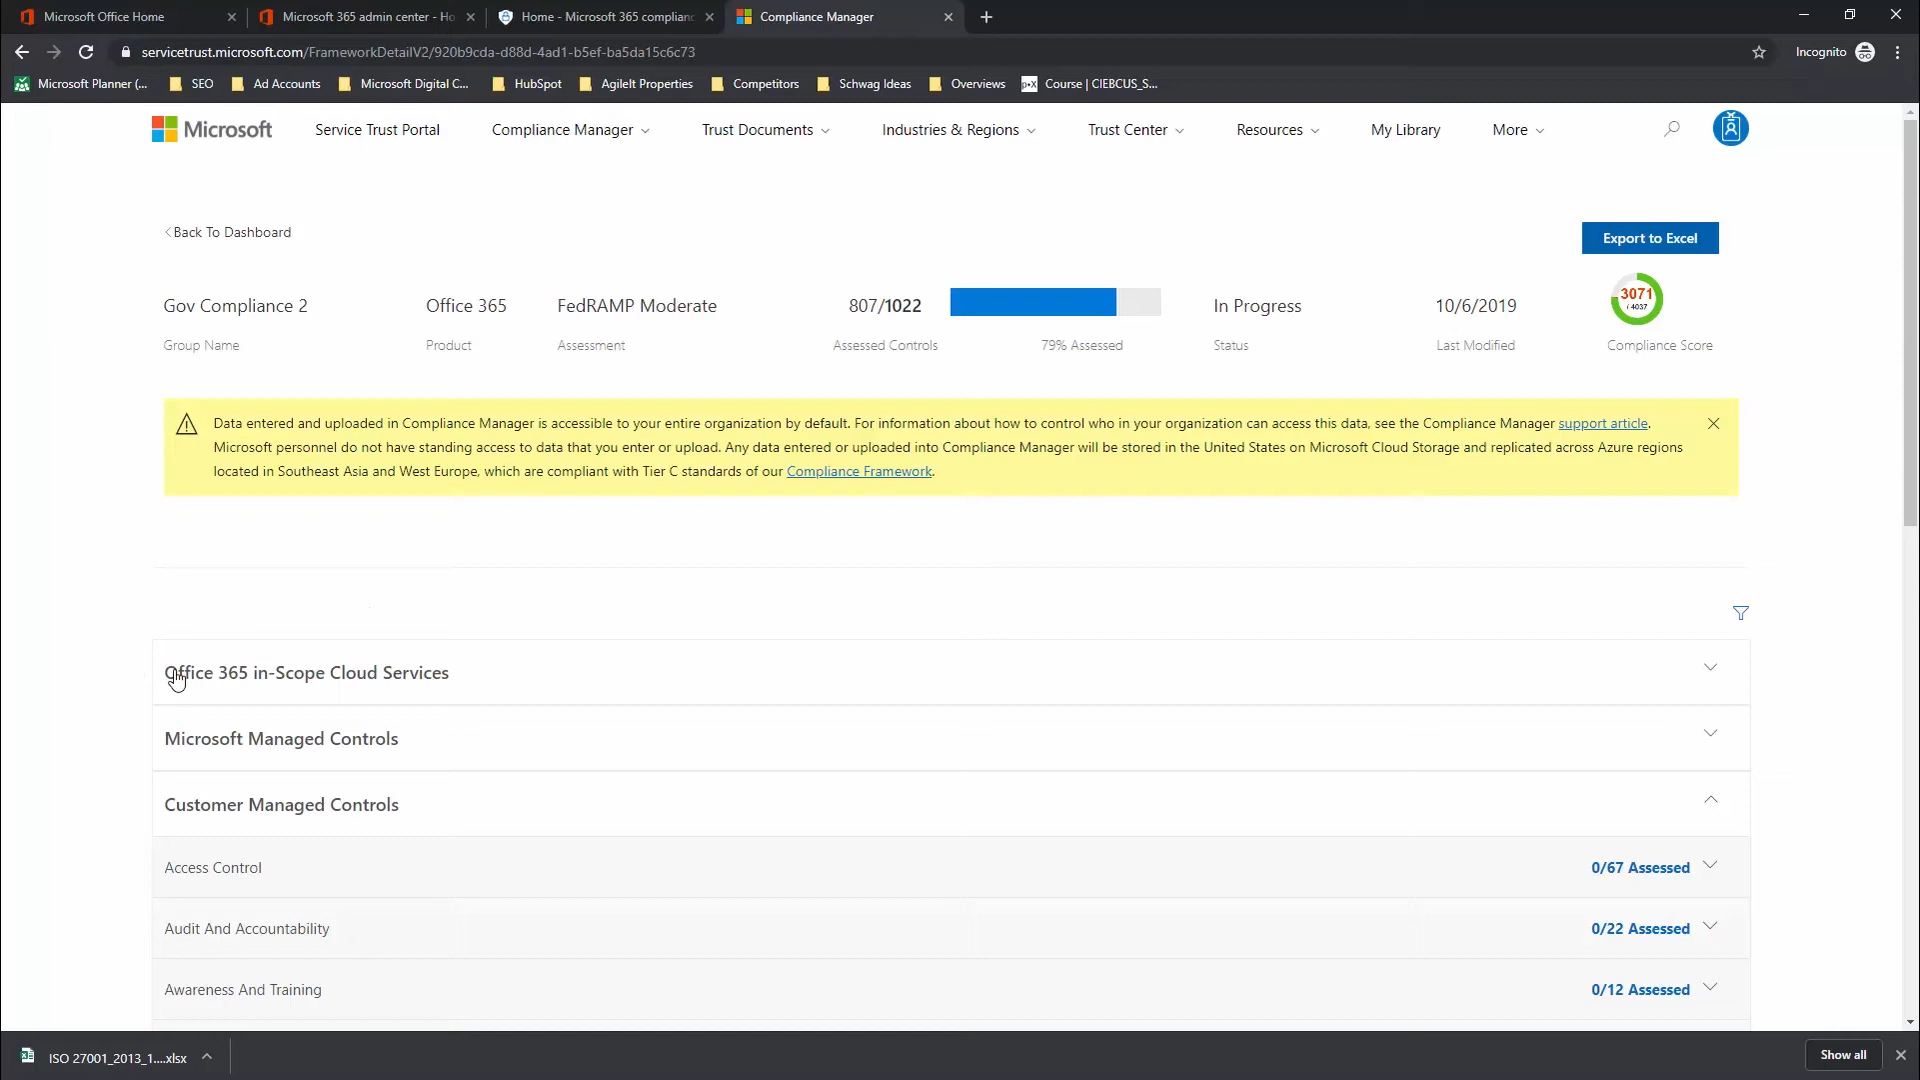 Microsoft Office Home
Microsoft 365 admin center - Ho
Home - Microsoft 365 complianc
Compliance Manager
servicetrust.microsoft.com/FrameworkDetailV2/920b9cda-d88d-4ad1-b5ef-ba5da15c6c73
Incognito
Microsoft Planner (...
SEO
Ad Accounts
Microsoft Digital C...
HubSpot
AgileIt Properties
Competitors
Schwag Ideas
Overviews
Course | CIEBCUS_S...
Microsoft
Service Trust Portal
Compliance Manager
Trust Documents
Industries & Regions
Trust Center
Resources
My Library
More
Back To Dashboard
Export to Excel
Gov Compliance 2
Office 365
FedRAMP Moderate
807/1022
In Progress
10/6/2019
3071
/ 4037
Group Name
Product
Assessment
Assessed Controls
79% Assessed
Status
Last Modified
Compliance Score
Data entered and uploaded in Compliance Manager is accessible to your entire organization by default. For information about how to control who in your organization can access this data, see the Compliance Manager support article.
Microsoft personnel do not have standing access to data that you enter or upload. Any data entered or uploaded into Compliance Manager will be stored in the United States on Microsoft Cloud Storage and replicated across Azure regions
located in Southeast Asia and West Europe, which are compliant with Tier C standards of our Compliance Framework.
Office 365 in-Scope Cloud Services
Microsoft Managed Controls
Customer Managed Controls
Access Control
0/67 Assessed
Audit And Accountability
0/22 Assessed
Awareness And Training
0/12 Assessed
ISO 27001_2013_1....xlsx
Show all